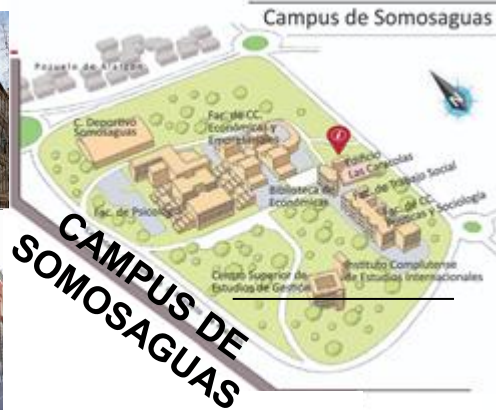 Campus de Somosaguas
Pozuelo de Alarcón
C. Deportivo
Somosaguas
Fac. de CC.
Económicas y
Empresariales
Edificio
Las Caracolas
Fac. de Trabajo Social
Fac. de CC.
y Sociología
Biblioteca de
Económicas
Fac. de Psicología
Centro Superior de
Estudios de Gestión
Instituto Complutense
de Estudios Internacionales
CAMPUS DE
SOMOSAGUAS